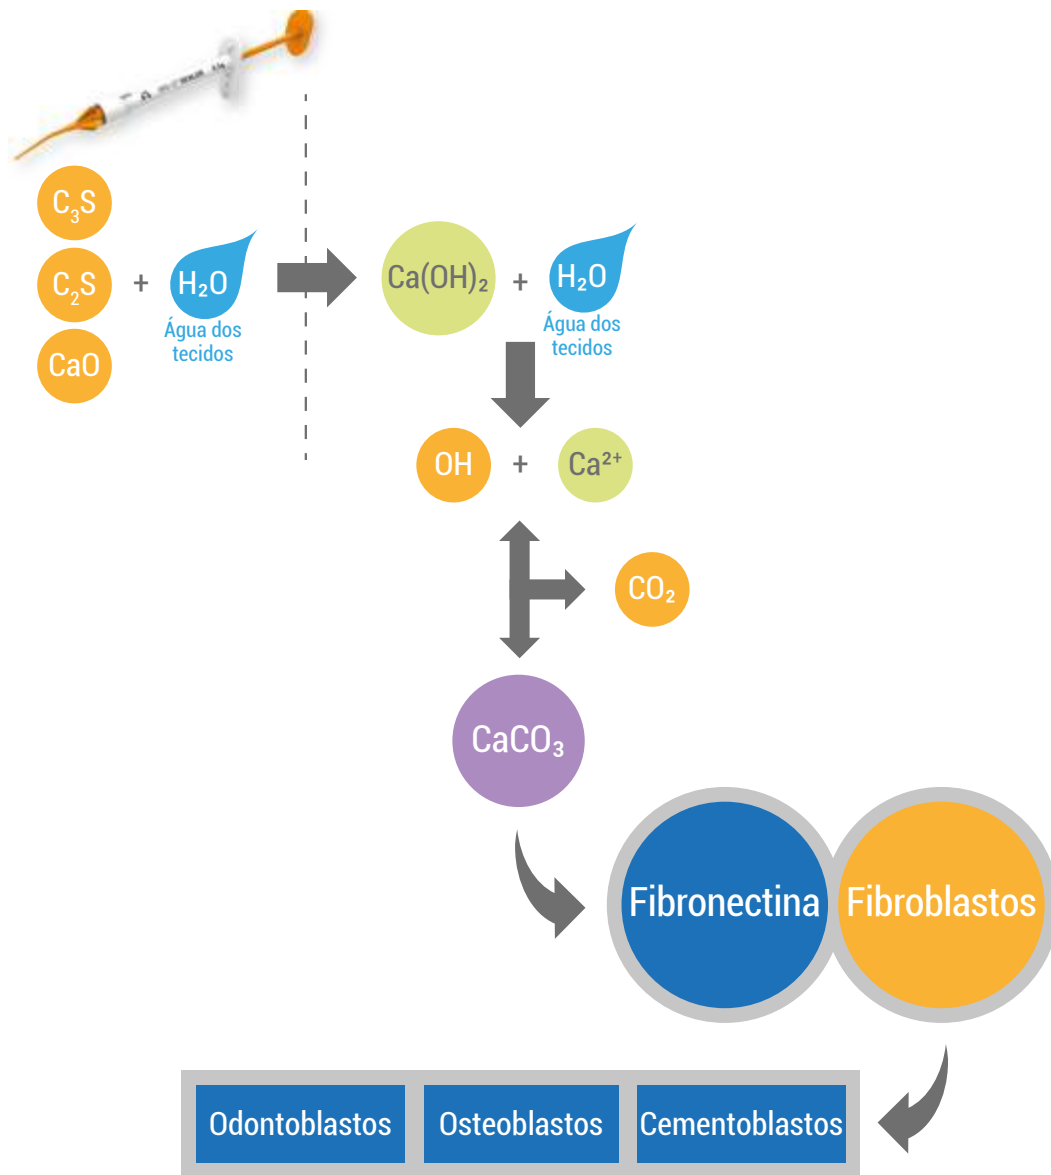 C₃S
C₂S + H₂O
Água dos
tecidos
CaO
Ca(OH)₂ + H₂O
Água dos
tecidos
OH + Ca²⁺
CO₂
CaCO₃
Fibronectina Fibroblastos
Odontoblastos Osteoblastos Cementoblastos